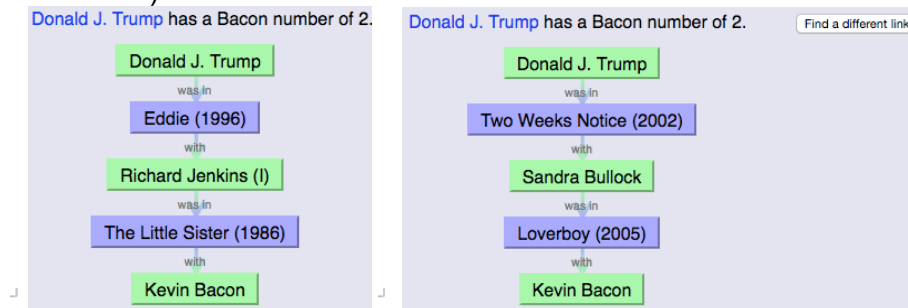 Donald J. Trump has a Bacon number of 2.
Donald J. Trump
was in
Eddie (1996)
with
Richard Jenkins (I)
was in
The Little Sister (1986)
with
Kevin Bacon
Donald J. Trump has a Bacon number of 2.
Find a different link
Donald J. Trump
was in
Two Weeks Notice (2002)
with
Sandra Bullock
was in
Loverboy (2005)
with
Kevin Bacon